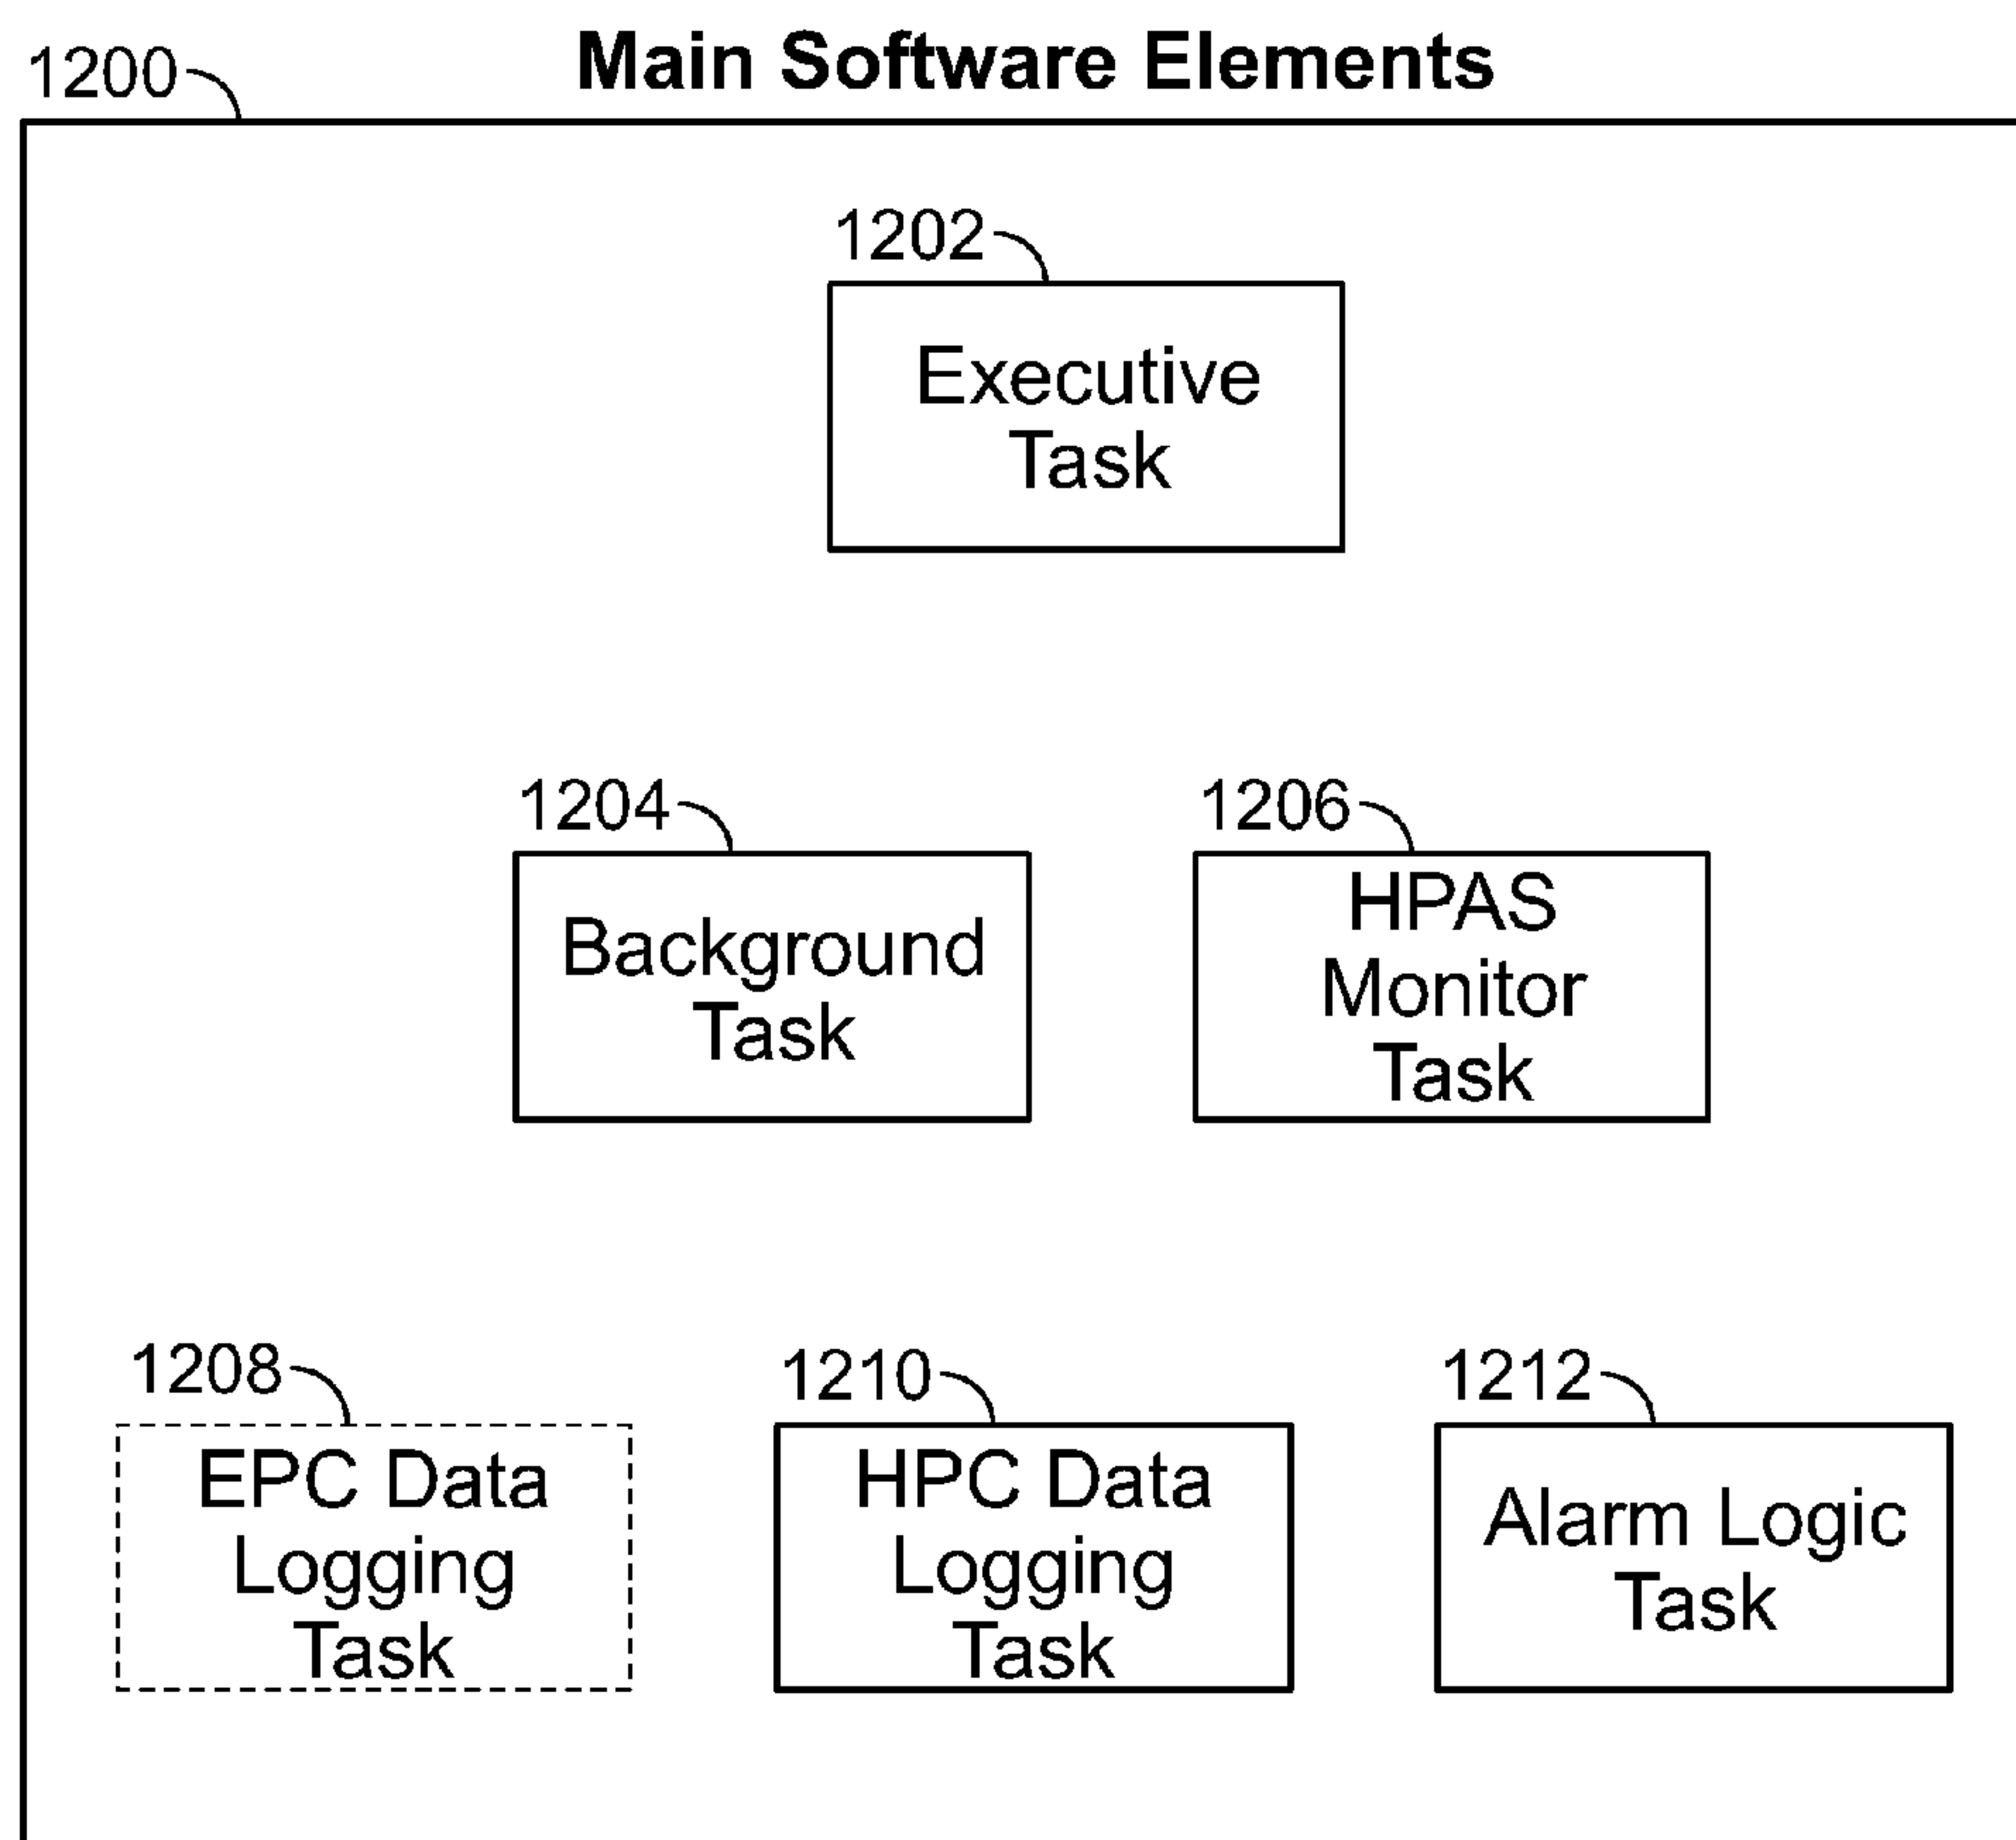 Main Software Elements
1200
1202
Executive
Task
1204
Background
Task
1206
HPAS
Monitor
Task
1208
EPC Data
Logging
Task
1210
HPC Data
Logging
Task
1212
Alarm Logic
Task